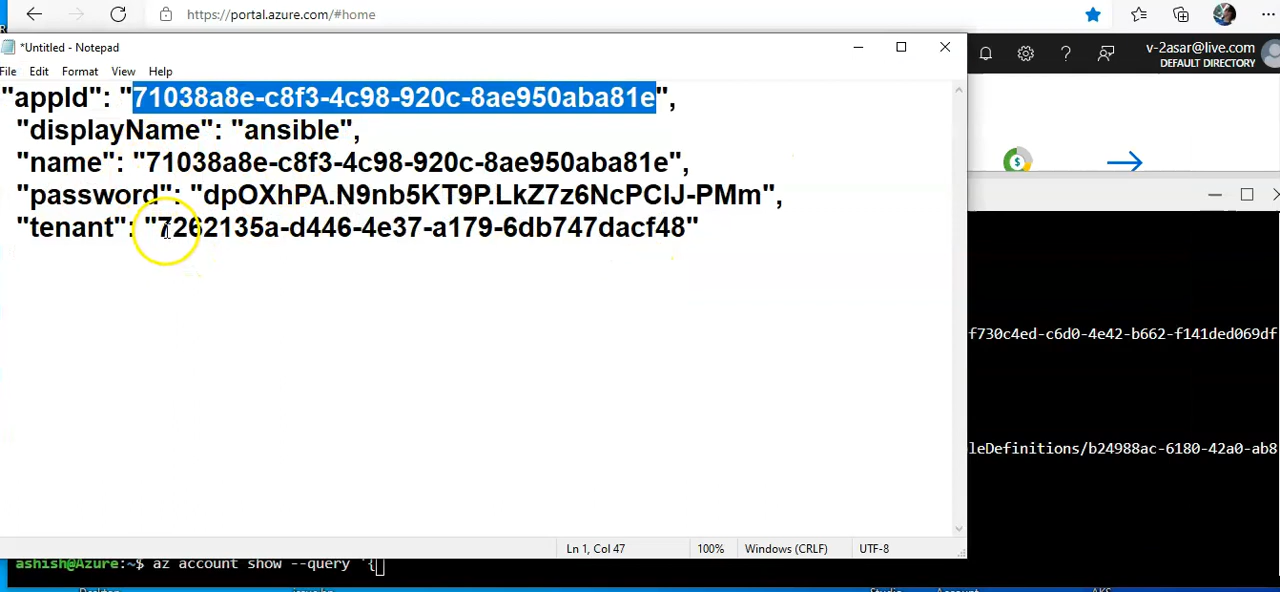 https://portal.azure.com/#home
*Untitled - Notepad
v-2asar@live.com
DEFAULT DIRECTORY
File Edit Format View Help
"appId": "71038a8e-c8f3-4c98-920c-8ae950aba81e",
"displayName": "ansible",
"name": "71038a8e-c8f3-4c98-920c-8ae950aba81e",
"password": "dpOXhPA.N9nb5KT9P.LkZ7z6NcPClJ-PMm",
"tenant": "7262135a-d446-4e37-a179-6db747dacf48"
f730c4ed-c6d0-4e42-b662-f141ded069df
leDefinitions/b24988ac-6180-42a0-ab8
Ln 1, Col 47 100% Windows (CRLF) UTF-8
ashish@Azure:~$ az account show --query '{